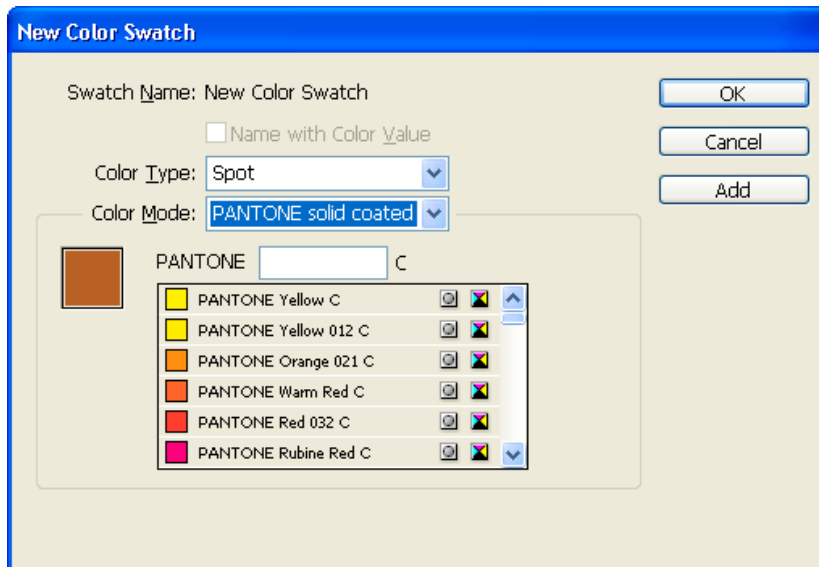 New Color Swatch
Swatch Name: New Color Swatch
OK
Name with Color Value
Cancel
Color Type: Spot
Add
Color Mode: PANTONE solid coated
PANTONE C
PANTONE Yellow C
PANTONE Yellow 012 C
PANTONE Orange 021 C
PANTONE Warm Red C
PANTONE Red 032 C
PANTONE Rubine Red C